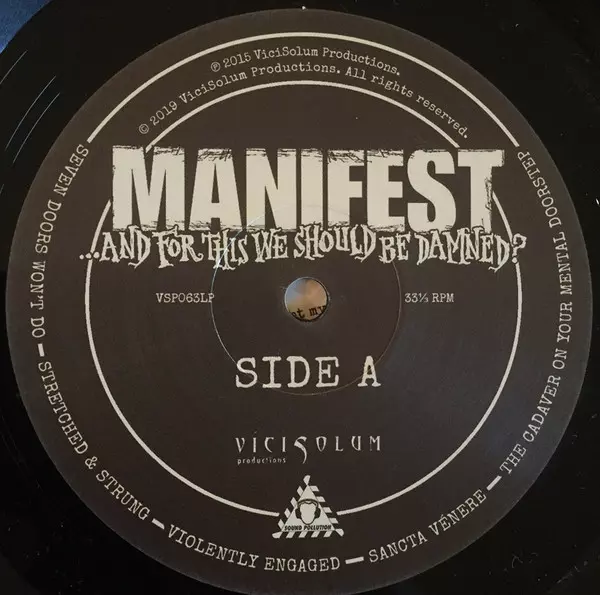 ℗ 2015 ViciSolum Productions.
© 2019 ViciSolum Productions. All rights reserved.
MANIFEST
...AND FOR THIS WE SHOULD BE DAMNED?
VSP063LP
33⅓ RPM
SIDE A
VICISOLUM
productions
SOUND POLLUTION
SEVEN DOORS WON'T DO — STRETCHED & STRUNG — VIOLENTLY ENGAGED — SANCTA VÉNERE — THE CADAVER ON YOUR MENTAL DOORSTEP